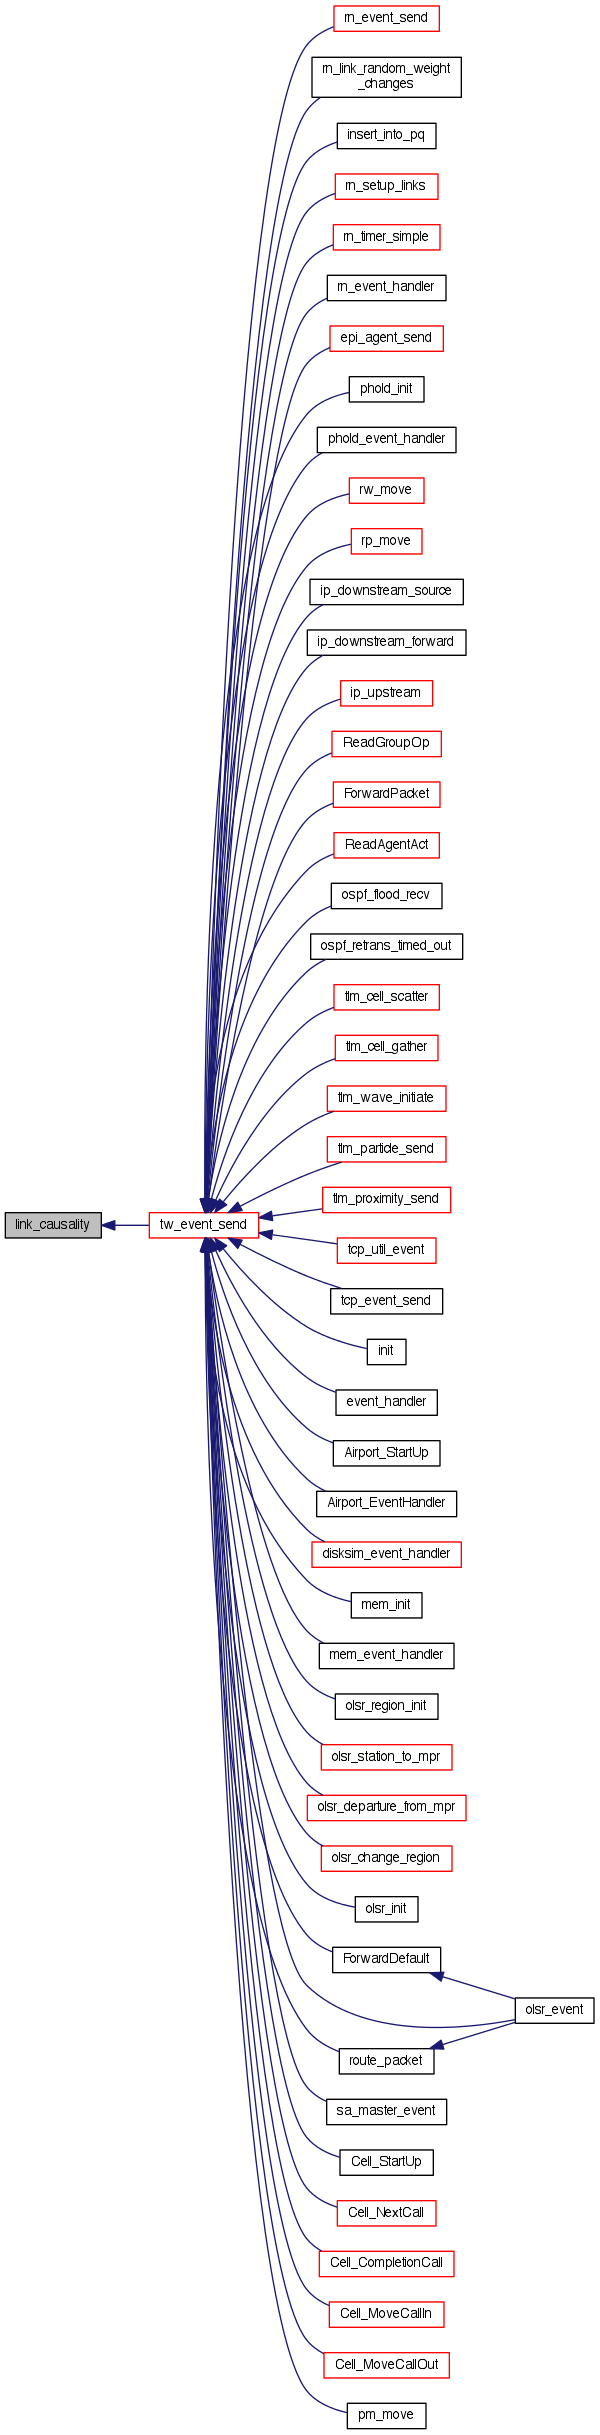 rn_event_send
rn_link_random_weight
_changes
insert_into_pq
rn_setup_links
rn_timer_simple
rn_event_handler
epi_agent_send
phold_init
phold_event_handler
rw_move
rp_move
ip_downstream_source
ip_downstream_forward
ip_upstream
ReadGroupOp
ForwardPacket
ReadAgentAct
ospf_flood_recv
ospf_retrans_timed_out
tlm_cell_scatter
tlm_cell_gather
tlm_wave_initiate
tlm_particle_send
tlm_proximity_send
link_causality
tw_event_send
tcp_util_event
tcp_event_send
init
event_handler
Airport_StartUp
Airport_EventHandler
disksim_event_handler
mem_init
mem_event_handler
olsr_region_init
olsr_station_to_mpr
olsr_departure_from_mpr
olsr_change_region
olsr_init
ForwardDefault
olsr_event
route_packet
sa_master_event
Cell_StartUp
Cell_NextCall
Cell_CompletionCall
Cell_MoveCallIn
Cell_MoveCallOut
pm_move